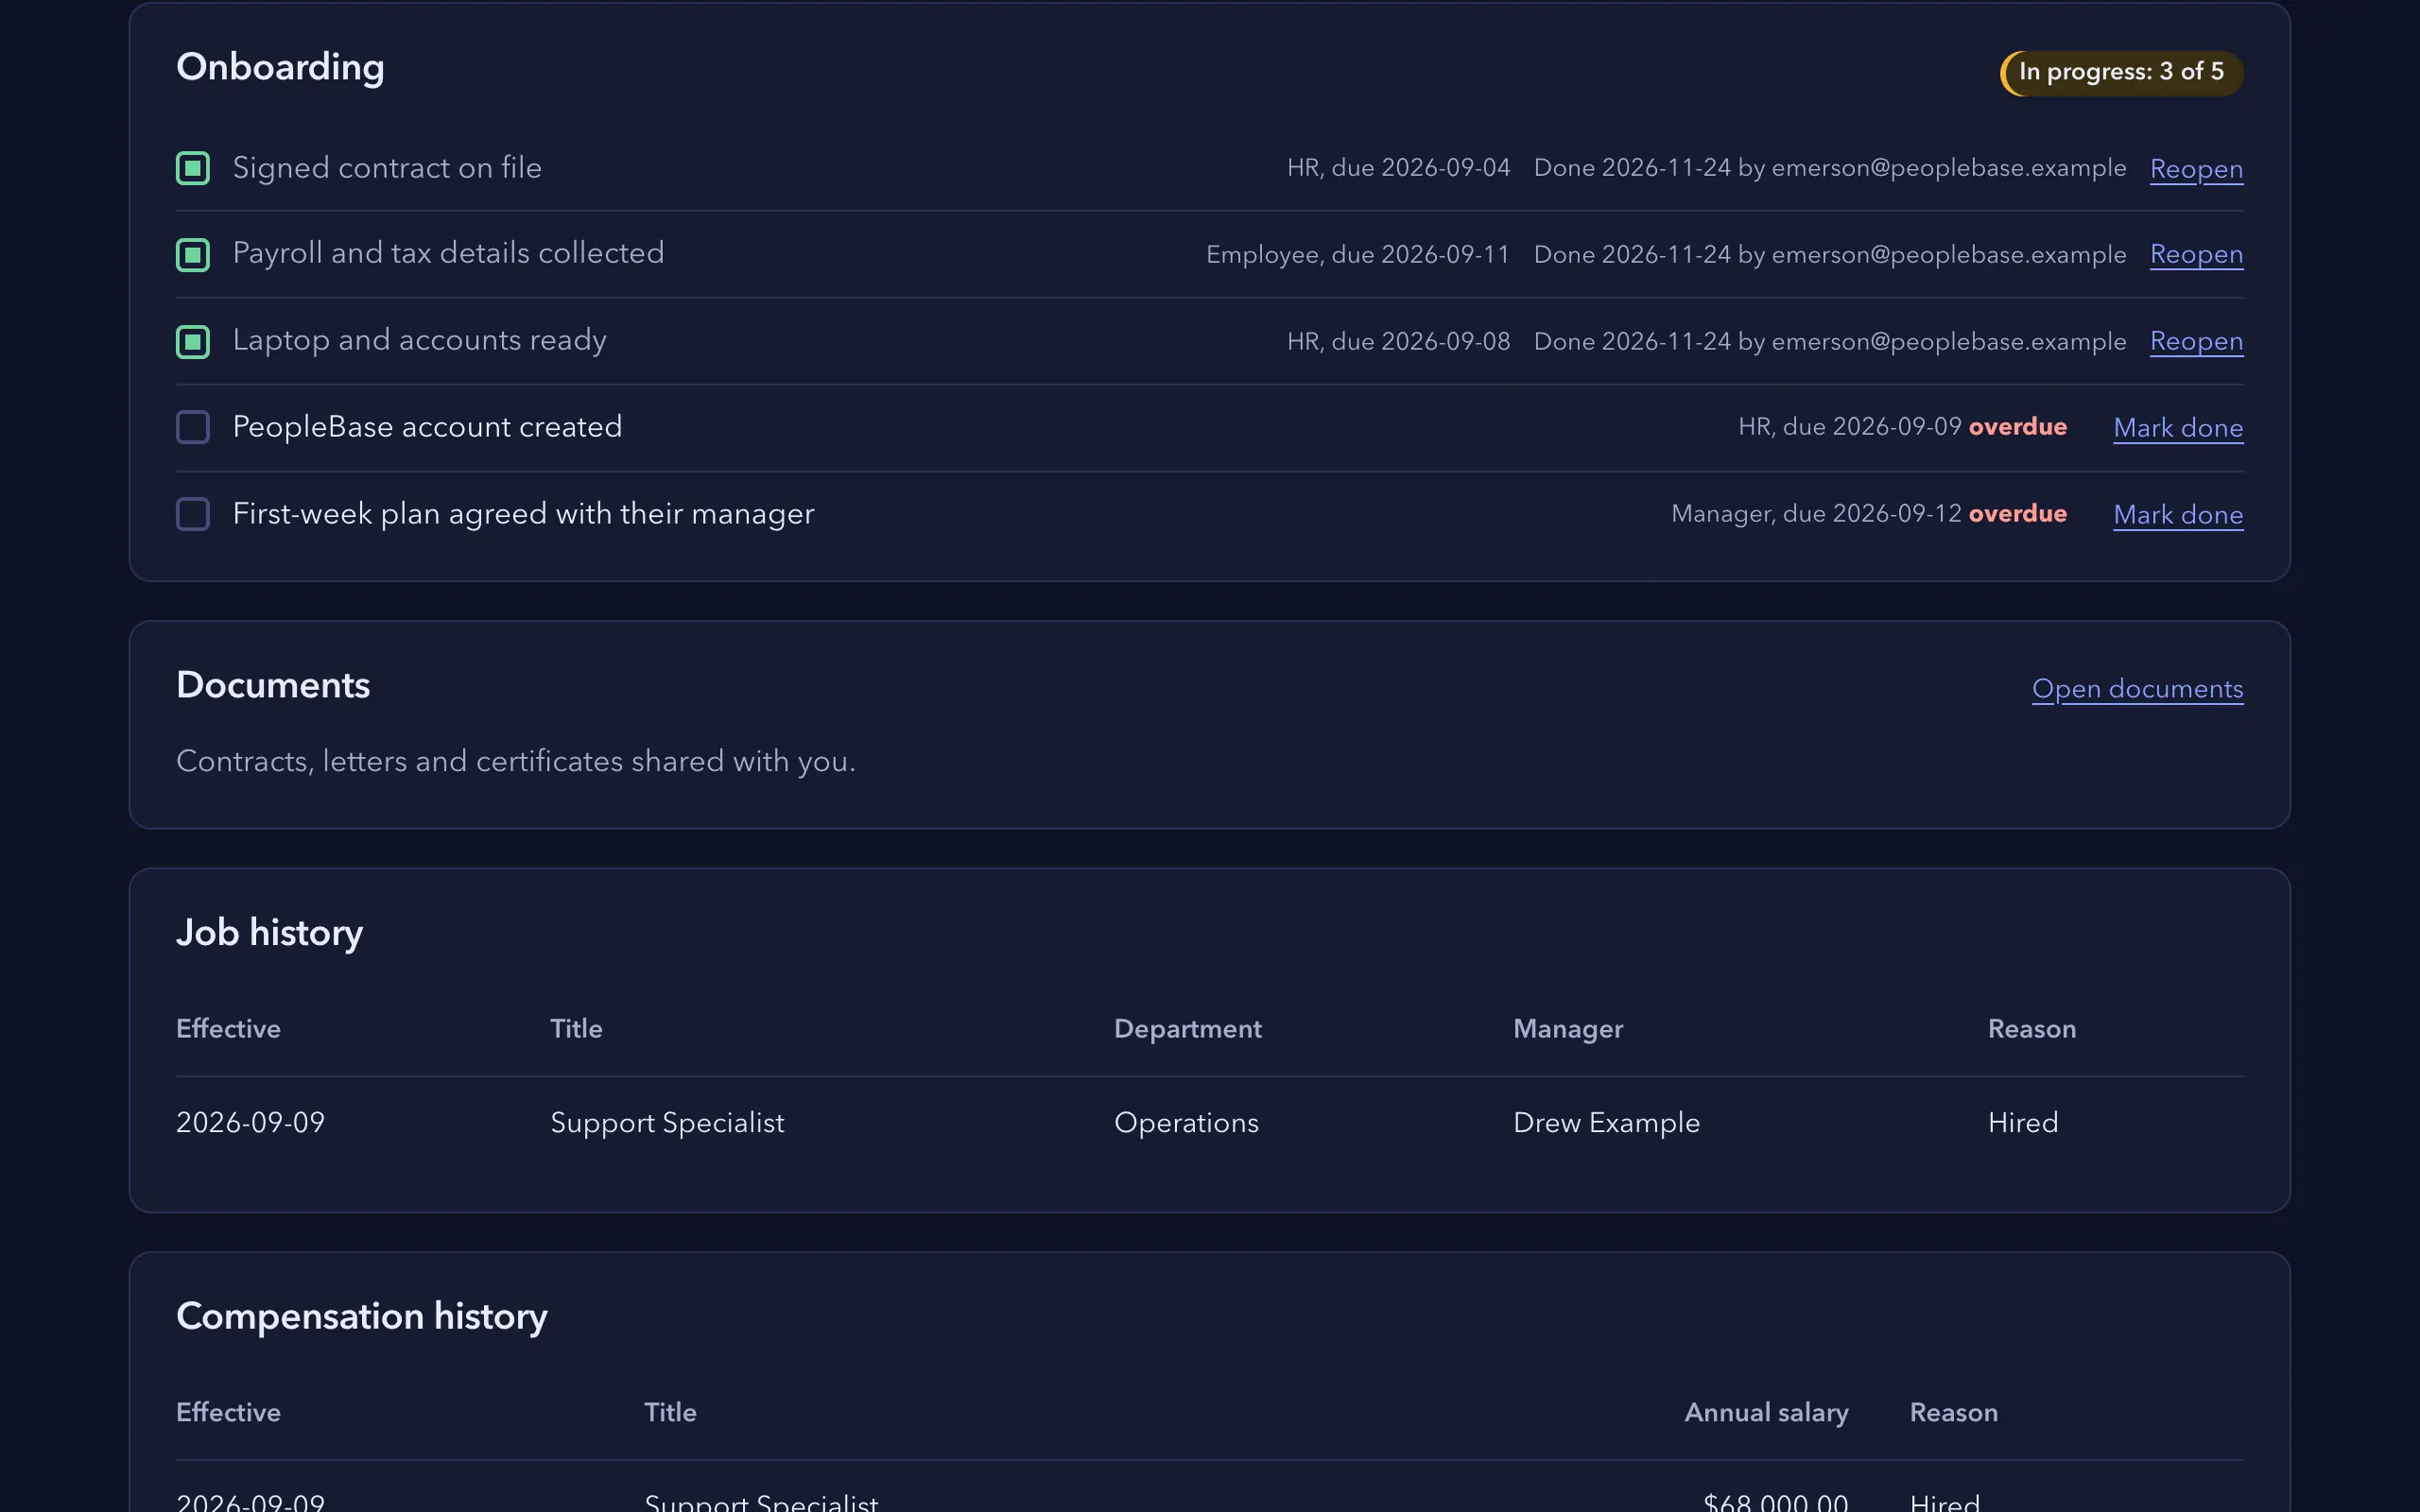 Onboarding
In progress: 3 of 5
Signed contract on file HR, due 2026-09-04 Done 2026-11-24 by emerson@peoplebase.example Reopen
Payroll and tax details collected Employee, due 2026-09-11 Done 2026-11-24 by emerson@peoplebase.example Reopen
Laptop and accounts ready HR, due 2026-09-08 Done 2026-11-24 by emerson@peoplebase.example Reopen
PeopleBase account created HR, due 2026-09-09 overdue Mark done
First-week plan agreed with their manager Manager, due 2026-09-12 overdue Mark done
Documents
Open documents
Contracts, letters and certificates shared with you.
Job history
Effective Title Department Manager Reason
2026-09-09 Support Specialist Operations Drew Example Hired
Compensation history
Effective Title Annual salary Reason
2026-09-09 Support Specialist $68,000.00 Hired